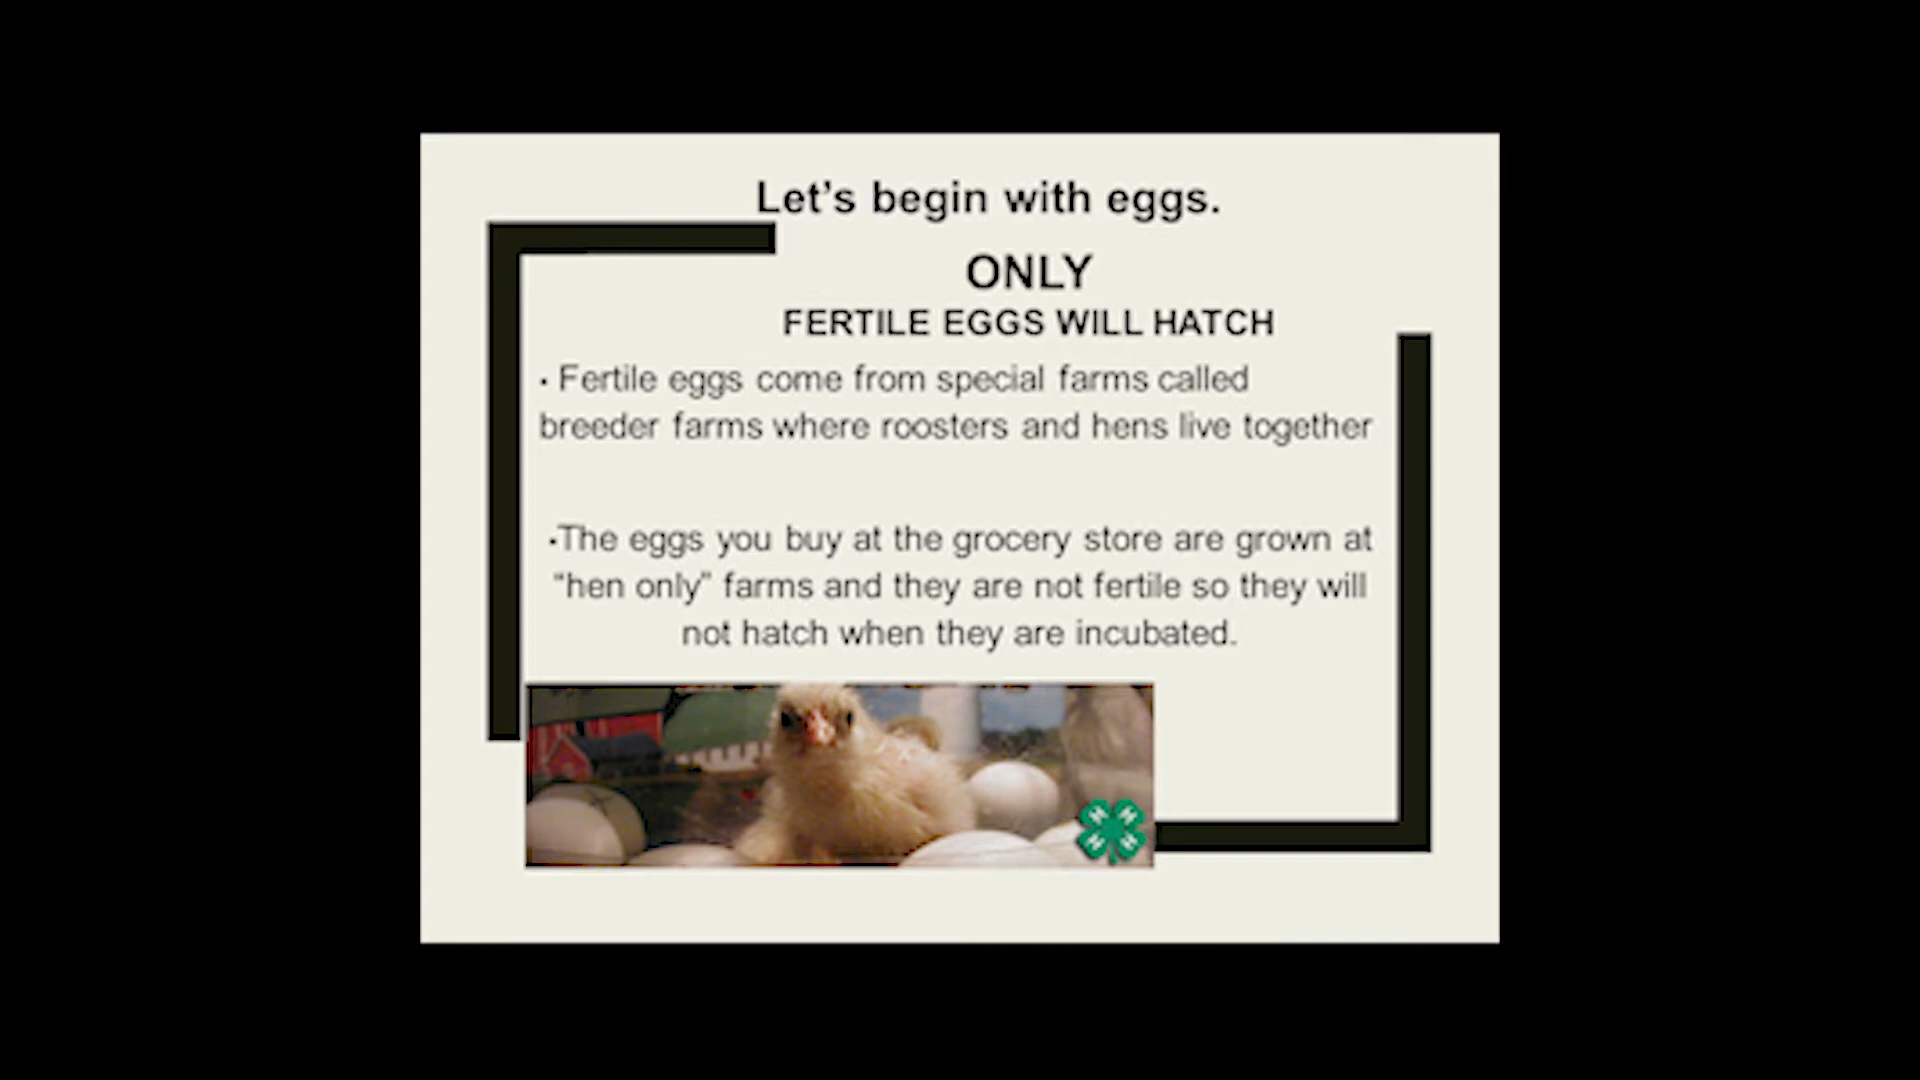 Let's begin with eggs.
ONLY
FERTILE EGGS WILL HATCH
• Fertile eggs come from special farms called
breeder farms where roosters and hens live together
•The eggs you buy at the grocery store are grown at
“hen only” farms and they are not fertile so they will
not hatch when they are incubated.
H H
H H